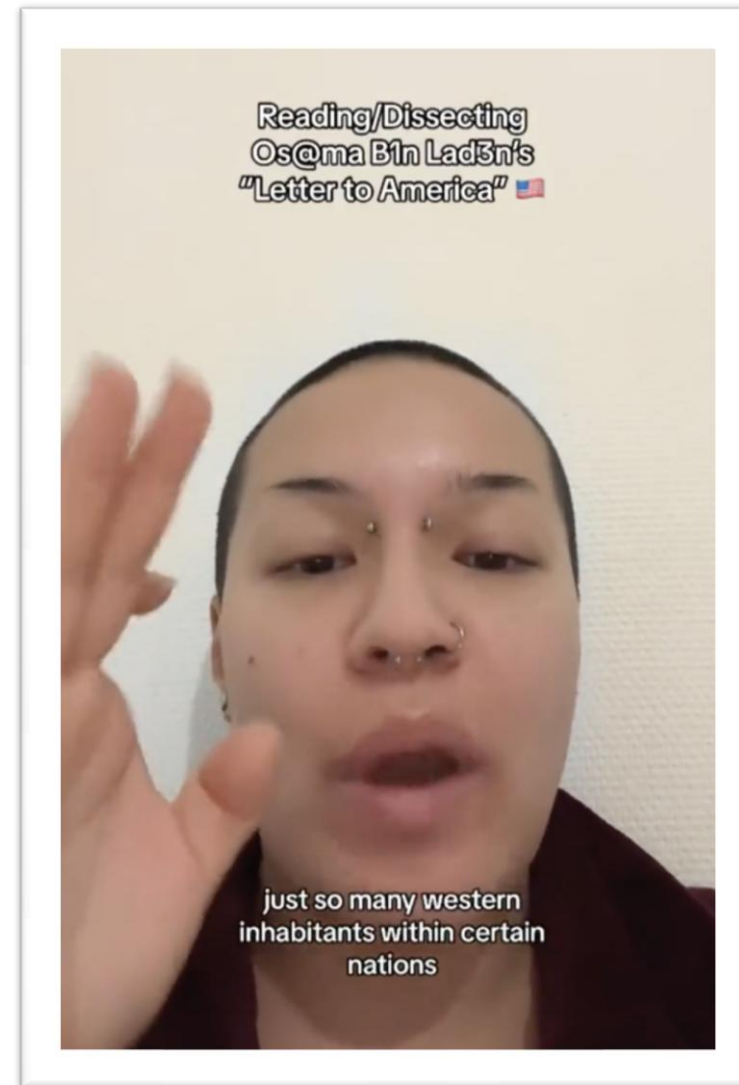 Reading/Dissecting
Os@ma B1n Lad3n's
"Letter to America" 🇺🇸
just so many western
inhabitants within certain
nations